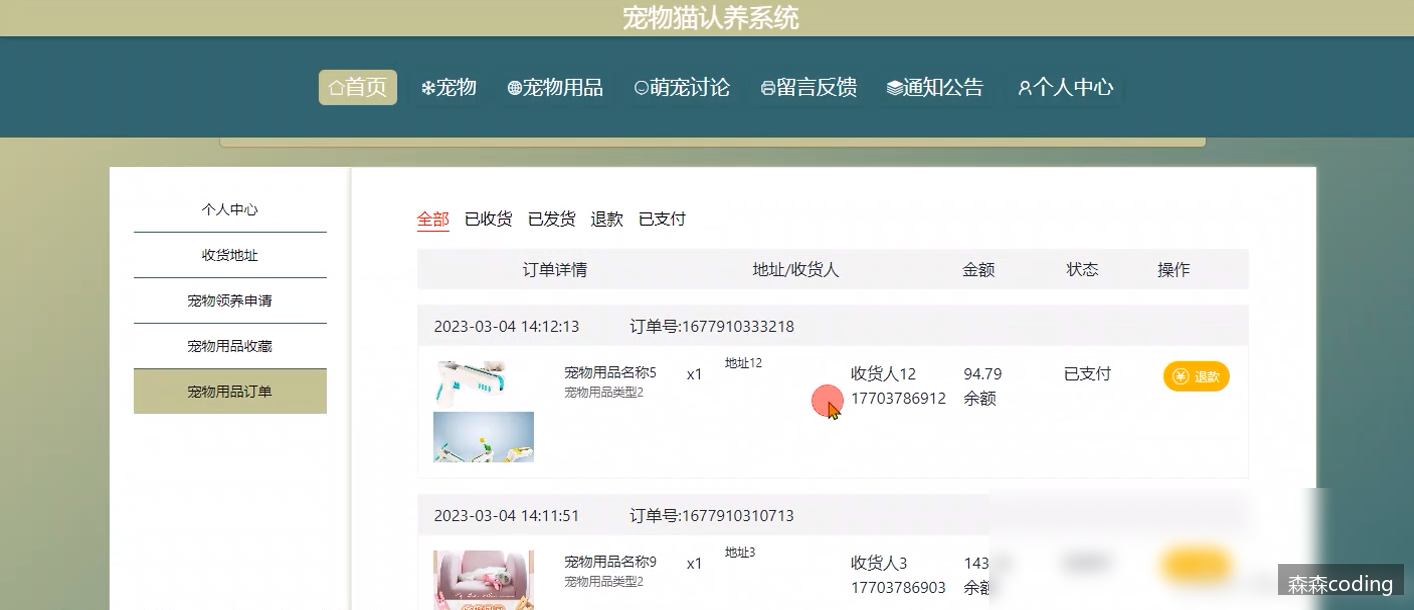 宠物猫认养系统
首页 宠物 宠物用品 萌宠讨论 留言反馈 通知公告 个人中心
个人中心
收货地址
宠物领养申请
宠物用品收藏
宠物用品订单
全部 已收货 已发货 退款 已支付
订单详情 地址/收货人 金额 状态 操作
2023-03-04 14:12:13 订单号:1677910333218
宠物用品名称5 x1 地址12 收货人12 94.79 已支付 退款
宠物用品类型2 17703786912 余额
2023-03-04 14:11:51 订单号:1677910310713
宠物用品名称9 x1 地址3 收货人3 143
宠物用品类型2 17703786903 余额
森森coding